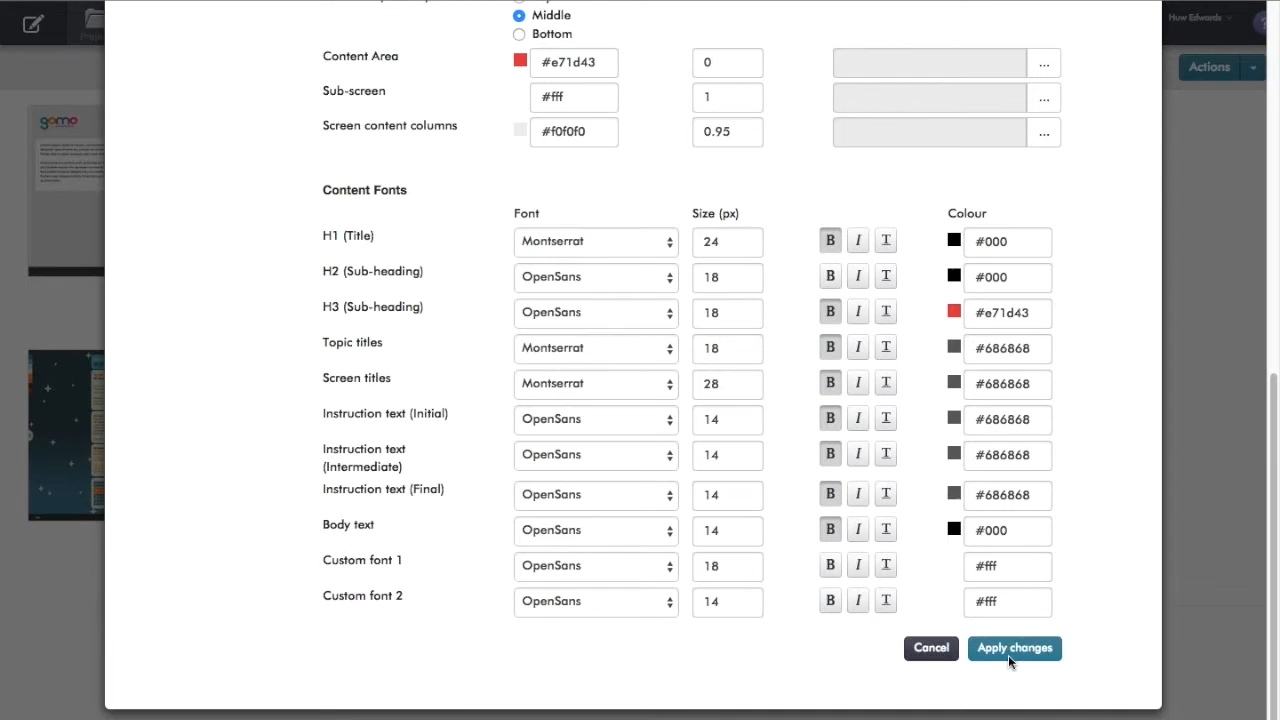 Huw Edwards
Middle
Bottom
Content Area #e71d43 0 ...
Actions
Sub-screen #fff 1 ...
Screen content columns #f0f0f0 0.95 ...
gomo
Content Fonts
Font Size (px) Colour
H1 (Title) Montserrat 24 B I T #000
H2 (Sub-heading) OpenSans 18 B I T #000
H3 (Sub-heading) OpenSans 18 B I T #e71d43
Topic titles Montserrat 18 B I T #686868
Screen titles Montserrat 28 B I T #686868
Instruction text (Initial) OpenSans 14 B I T #686868
Instruction text OpenSans 14 B I T #686868
(Intermediate)
Instruction text (Final) OpenSans 14 B I T #686868
Body text OpenSans 14 B I T #000
Custom font 1 OpenSans 18 B I T #fff
Custom font 2 OpenSans 14 B I T #fff
Cancel Apply changes